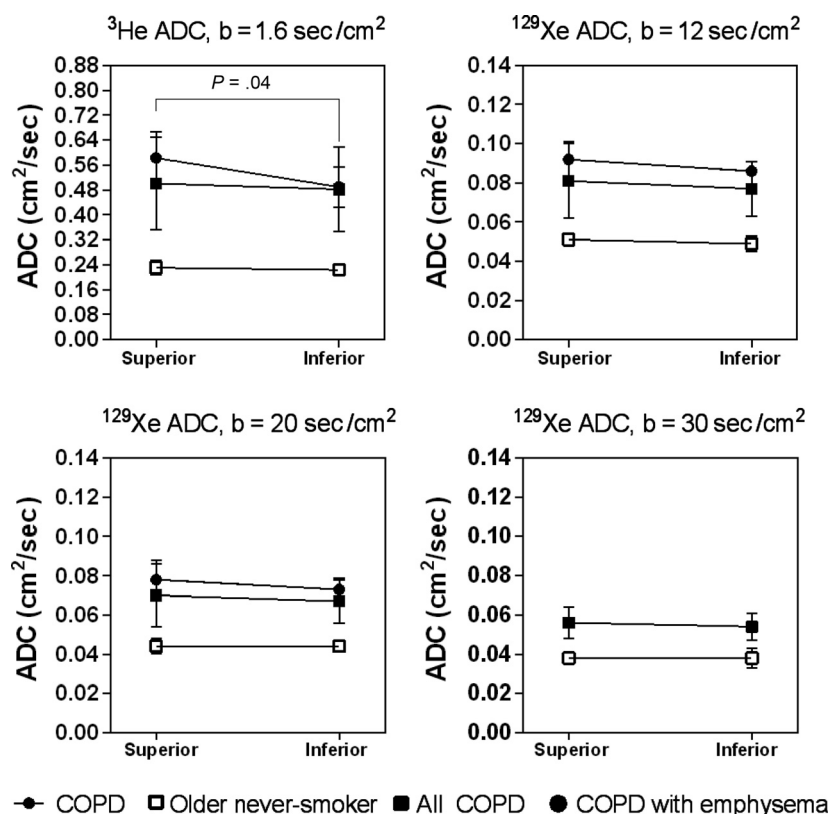 ³He ADC, b = 1.6 sec/cm²
ADC (cm²/sec)
0.88
0.80
0.72
0.64
0.56
0.48
0.40
0.32
0.24
0.16
0.08
0.00
P = .04
Superior Inferior
¹²⁹Xe ADC, b = 12 sec/cm²
ADC (cm²/sec)
0.14
0.12
0.10
0.08
0.06
0.04
0.02
0.00
Superior Inferior
¹²⁹Xe ADC, b = 20 sec/cm²
ADC (cm²/sec)
0.14
0.12
0.10
0.08
0.06
0.04
0.02
0.00
Superior Inferior
¹²⁹Xe ADC, b = 30 sec/cm²
ADC (cm²/sec)
0.14
0.12
0.10
0.08
0.06
0.04
0.02
0.00
Superior Inferior
COPD Older never-smoker All COPD COPD with emphysema